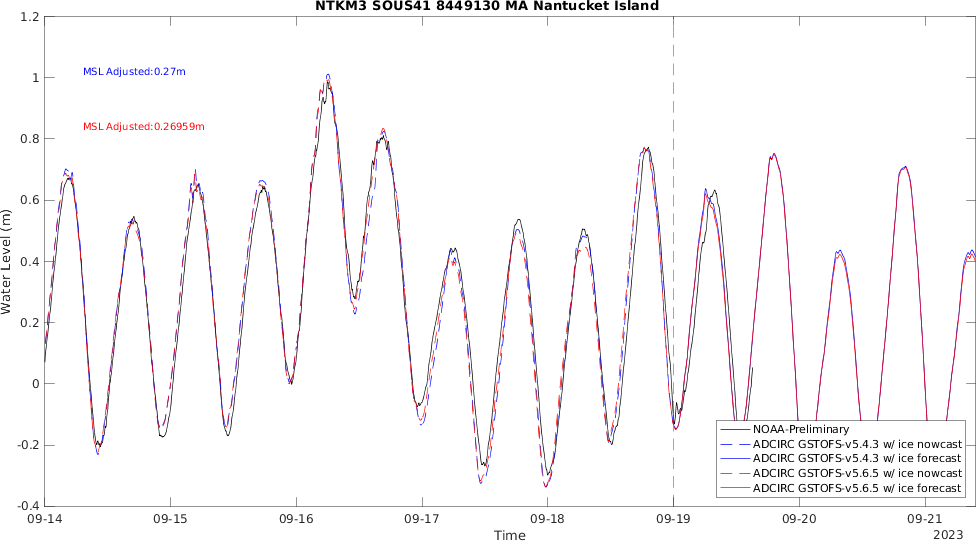 NTKM3 SOUS41 8449130 MA Nantucket Island
1.2
1
0.8
0.6
0.4
0.2
0
-0.2
-0.4
Water Level (m)
MSL Adjusted:0.27m
MSL Adjusted:0.26959m
NOAA-Preliminary
ADCIRC GSTOFS-v5.4.3 w/ ice nowcast
ADCIRC GSTOFS-v5.4.3 w/ ice forecast
ADCIRC GSTOFS-v5.6.5 w/ ice nowcast
ADCIRC GSTOFS-v5.6.5 w/ ice forecast
09-14 09-15 09-16 09-17 09-18 09-19 09-20 09-21
Time
2023